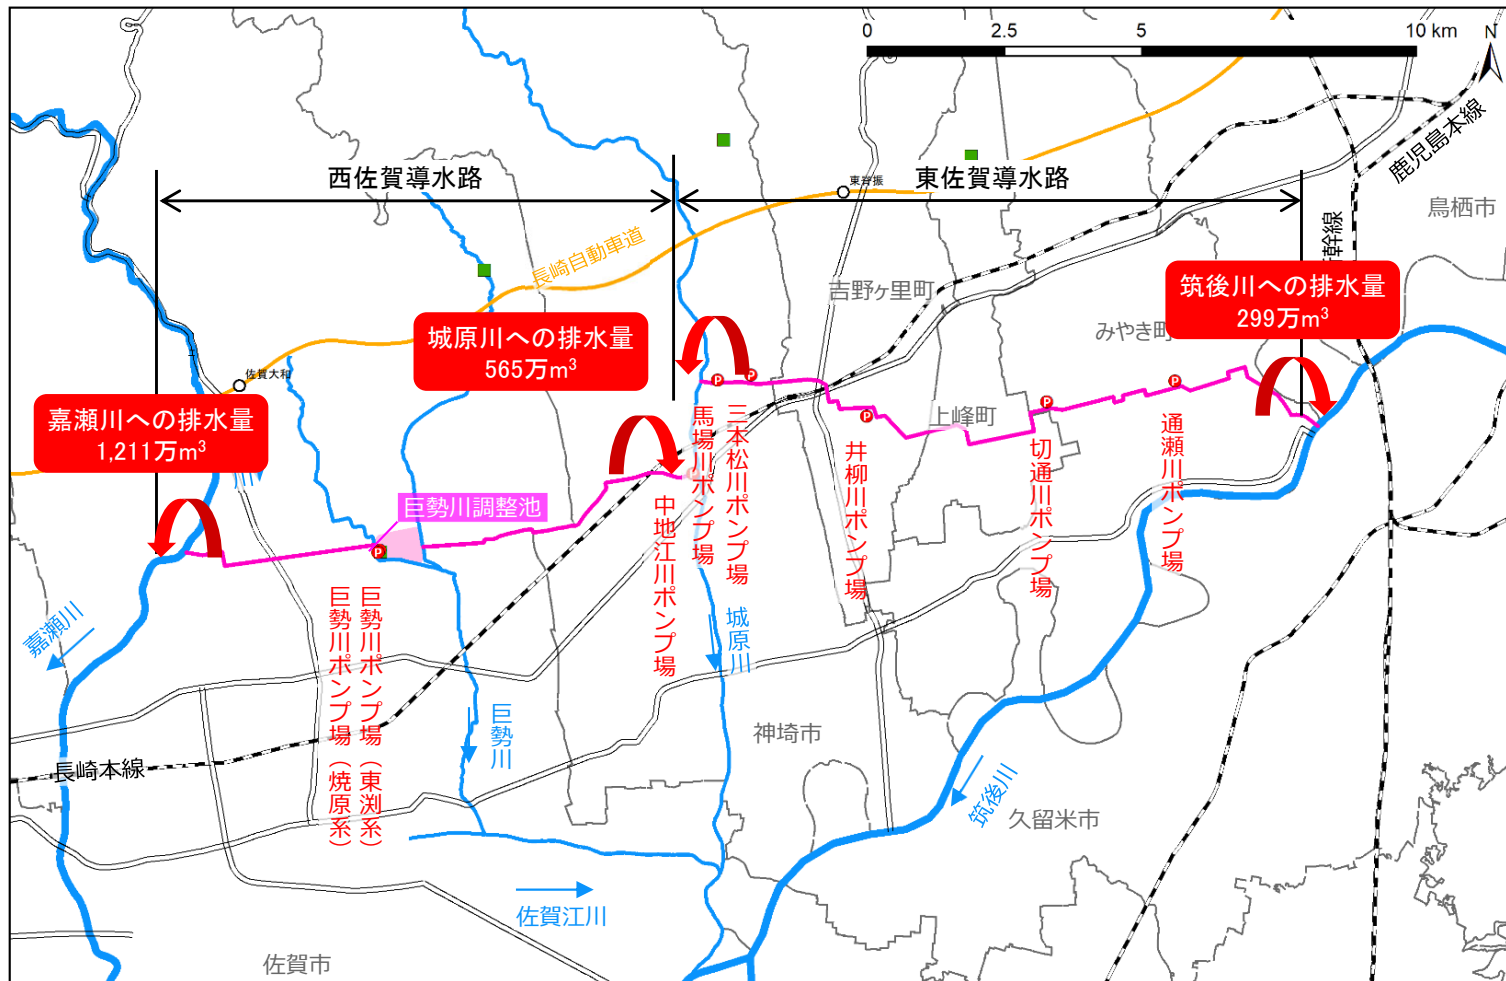 0 2.5 5 10 km
N
鹿児島本線
鳥栖市
西佐賀導水路
東佐賀導水路
長崎自動車道
吉野ヶ里町
みやき町
筑後川への排水量
299万m³
城原川への排水量
565万m³
佐賀大和
嘉瀬川への排水量
1,211万m³
上峰町
巨勢川調整池
馬場川ポンプ場
三本松川ポンプ場
中地江川ポンプ場
井柳川ポンプ場
切通川ポンプ場
通瀬川ポンプ場
巨勢川ポンプ場（東渕系）
巨勢川ポンプ場（焼原系）
嘉瀬川
城原川
巨勢川
神埼市
長崎本線
筑後川
久留米市
佐賀江川
佐賀市